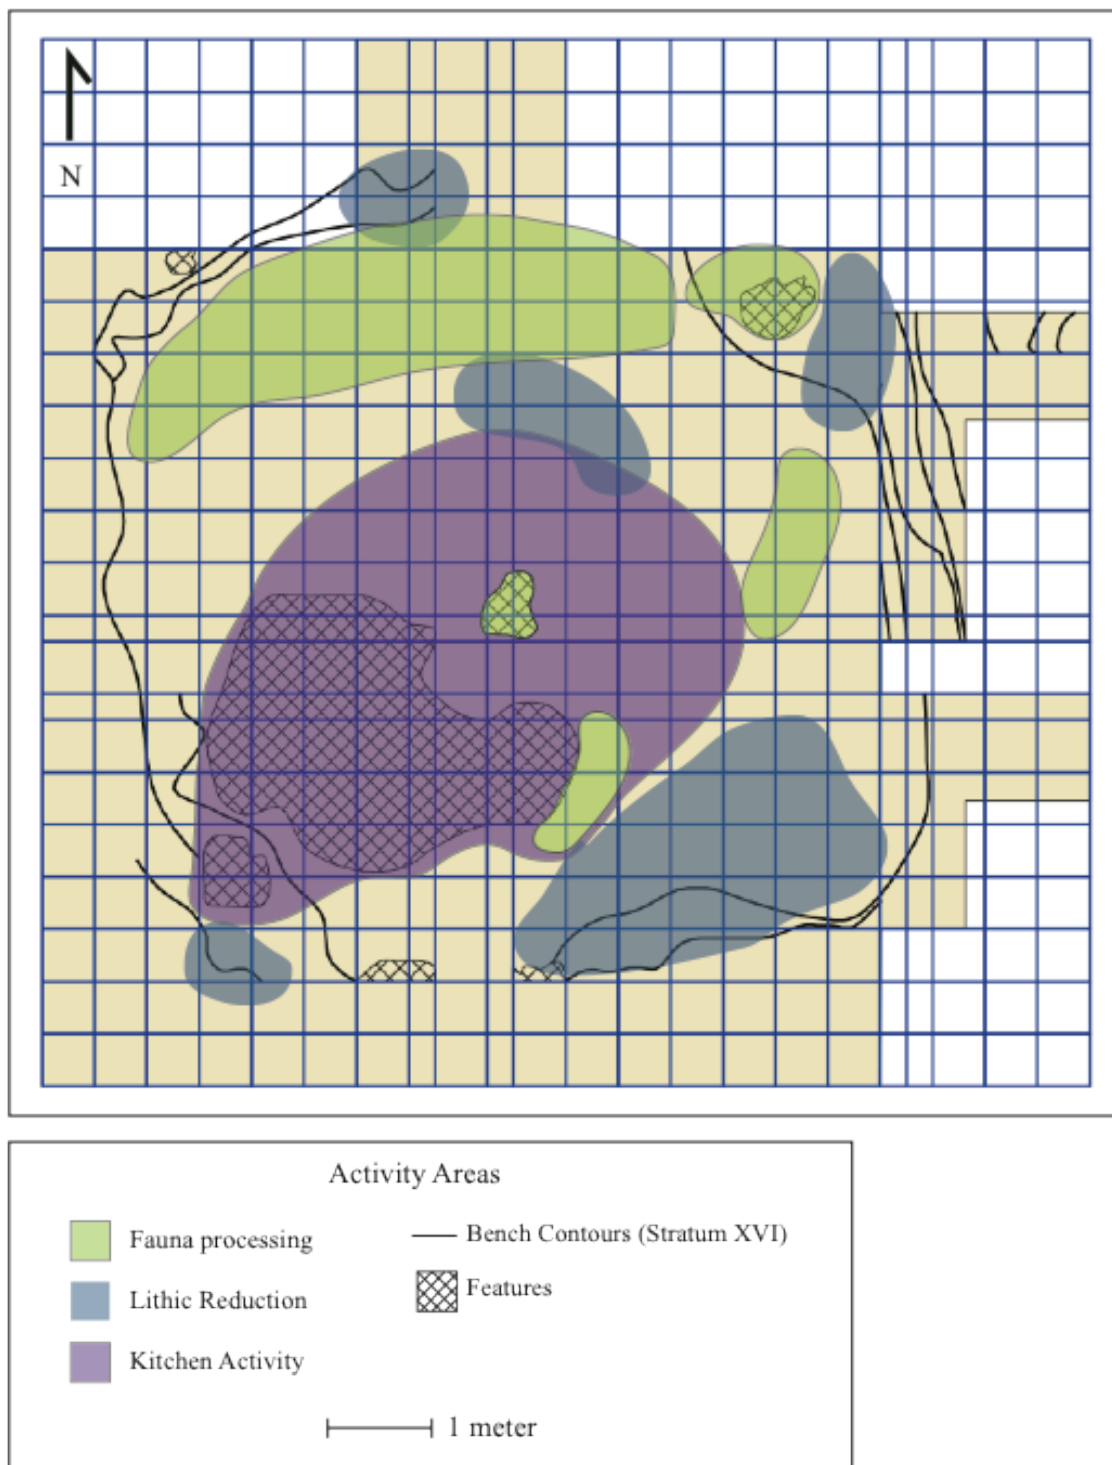 N
Activity Areas
Fauna processing
Bench Contours (Stratum XVI)
Lithic Reduction
Features
Kitchen Activity
1 meter